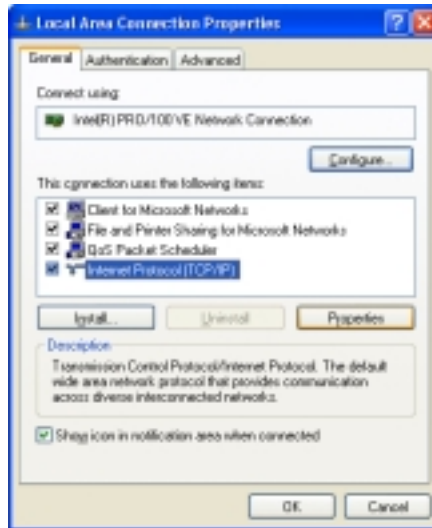 Local Area Connection Properties
General Authentication Advanced
Connect using:
Intel(R) PRO/100 VE Network Connection
Configure...
This connection uses the following items:
Client for Microsoft Networks
File and Printer Sharing for Microsoft Networks
QoS Packet Scheduler
Internet Protocol (TCP/IP)
Install... Uninstall Properties
Description
Transmission Control Protocol/Internet Protocol. The default
wide area network protocol that provides communication
across diverse interconnected networks.
Show icon in notification area when connected
OK Cancel